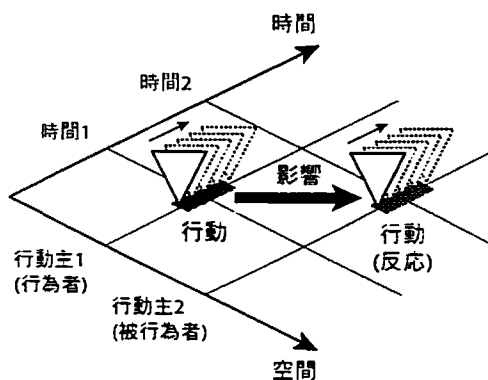 時間
時間2
時間1
影響
行動
行動
(反応)
行動主1
(行為者)
行動主2
(被行為者)
空間